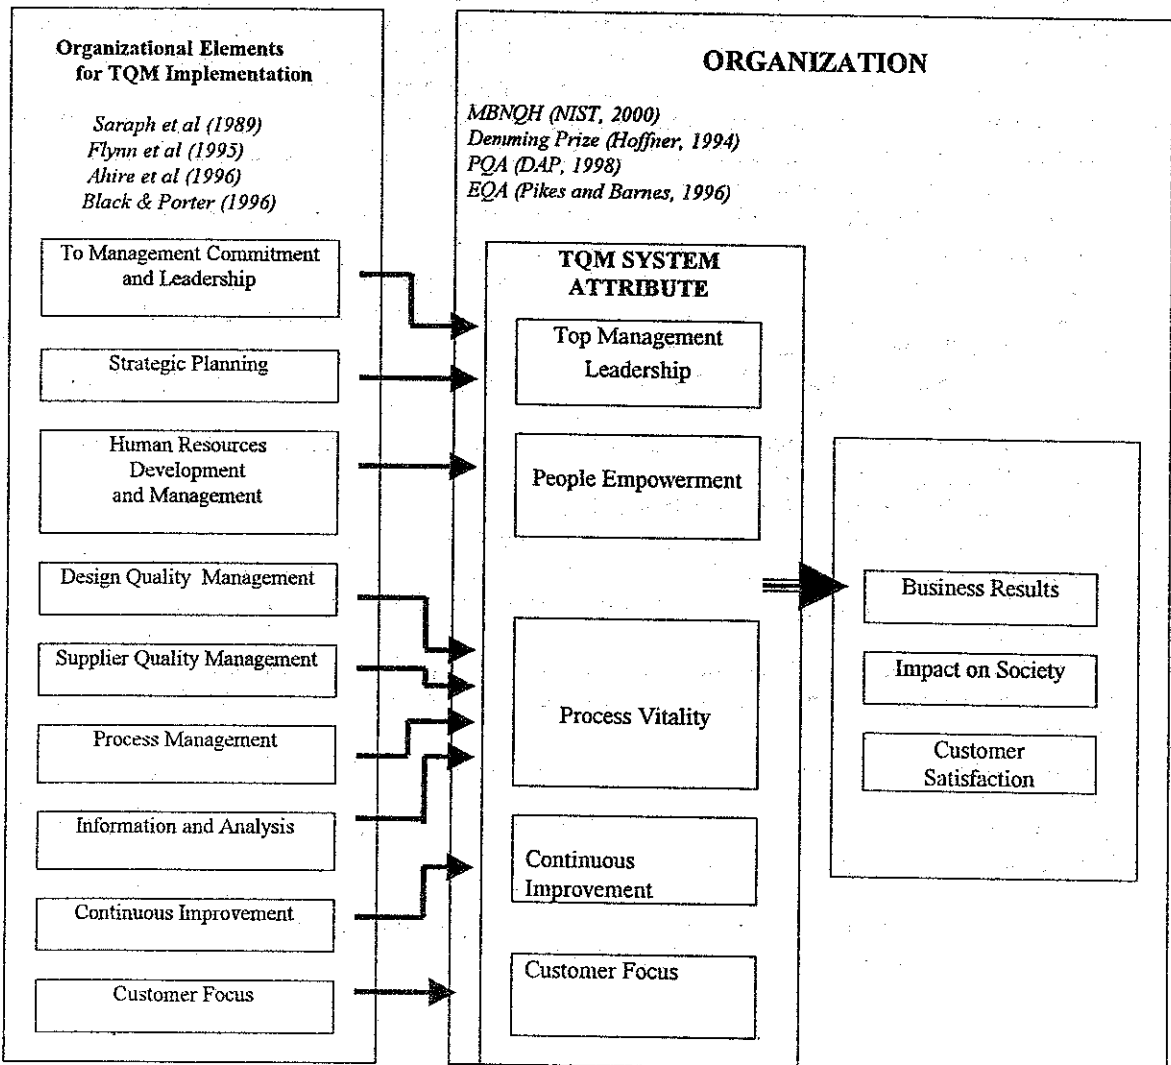 Organizational Elements
for TQM Implementation
Saraph et al (1989)
Flynn et al (1995)
Ahire et al (1996)
Black & Porter (1996)
To Management Commitment
and Leadership
Strategic Planning
Human Resources
Development
and Management
Design Quality Management
Supplier Quality Management
Process Management
Information and Analysis
Continuous Improvement
Customer Focus
ORGANIZATION
MBNQH (NIST, 2000)
Demming Prize (Hoffner, 1994)
PQA (DAP, 1998)
EQA (Pikes and Barnes, 1996)
TQM SYSTEM
ATTRIBUTE
Top Management
Leadership
People Empowerment
Process Vitality
Continuous
Improvement
Customer Focus
Business Results
Impact on Society
Customer
Satisfaction